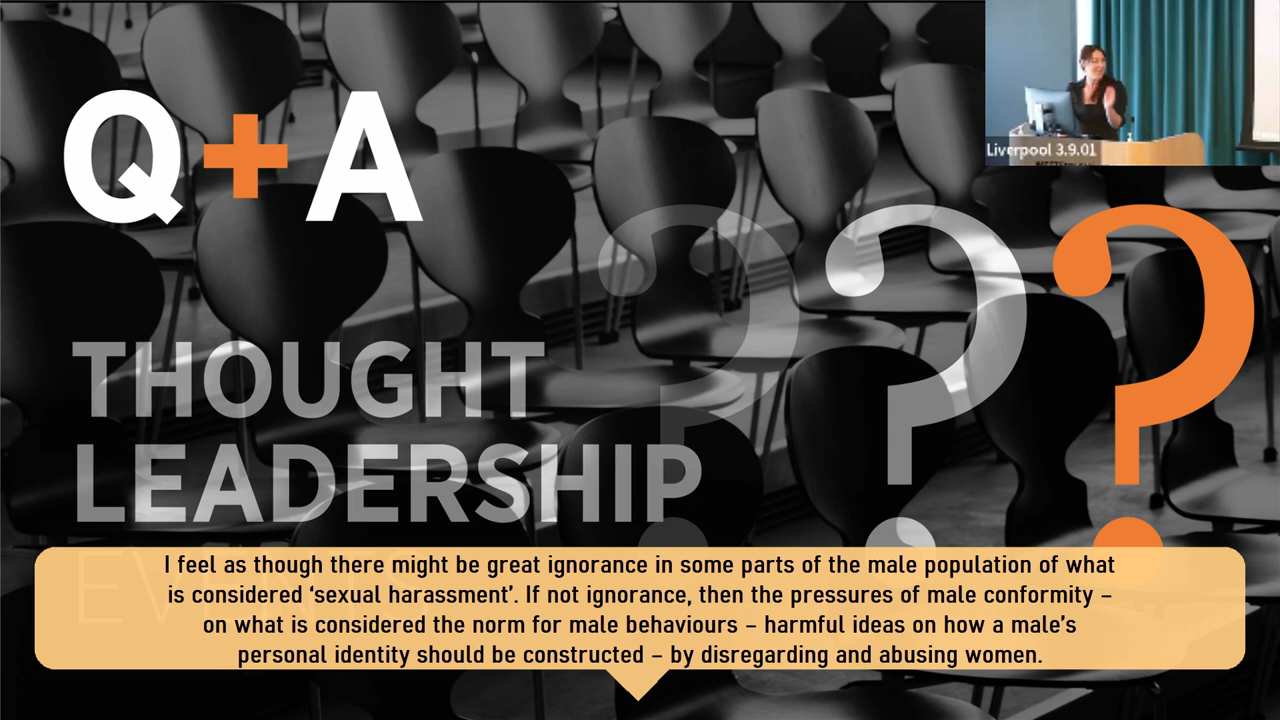 Q+A
Liverpool 3.9.01
THOUGHT
LEADERSHIP
EVENTS
I feel as though there might be great ignorance in some parts of the male population of what
is considered ‘sexual harassment’. If not ignorance, then the pressures of male conformity –
on what is considered the norm for male behaviours – harmful ideas on how a male’s
personal identity should be constructed – by disregarding and abusing women.
? ? ?